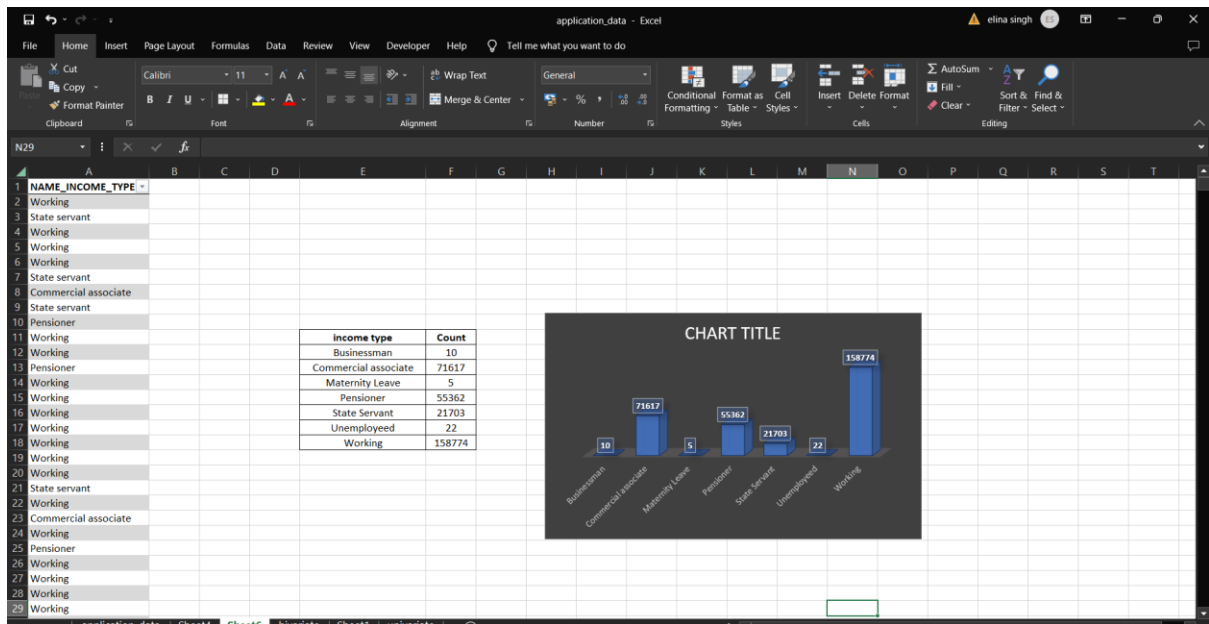 application_data - Excel
elina singh
ES
File Home Insert Page Layout Formulas Data Review View Developer Help Tell me what you want to do
Cut
Copy
Paste
Format Painter
Clipboard
Calibri 11 A A
B I U A
Font
Wrap Text
Merge & Center
Alignment
General
% ,
Number
Conditional Formatting
Format as Table
Cell Styles
Styles
Insert Delete Format
Cells
AutoSum
Fill
Clear
Sort & Filter
Find & Select
Editing
N29 fx
A B C D E F G H I J K L M N O P Q R S T
1 NAME_INCOME_TYPE
2 Working
3 State servant
4 Working
5 Working
6 Working
7 State servant
8 Commercial associate
9 State servant
10 Pensioner
11 Working
12 Working
13 Pensioner
14 Working
15 Working
16 Working
17 Working
18 Working
19 Working
20 Working
21 State servant
22 Working
23 Commercial associate
24 Working
25 Pensioner
26 Working
27 Working
28 Working
29 Working
income type Count
Businessman 10
Commercial associate 71617
Maternity Leave 5
Pensioner 55362
State Servant 21703
Unemployeed 22
Working 158774
CHART TITLE
10 71617 5 55362 21703 22 158774
Businessman Commercial associate Maternity Leave Pensioner State Servant Unemployeed Working
application_data Sheet1 bivariate Sheet1 univariate